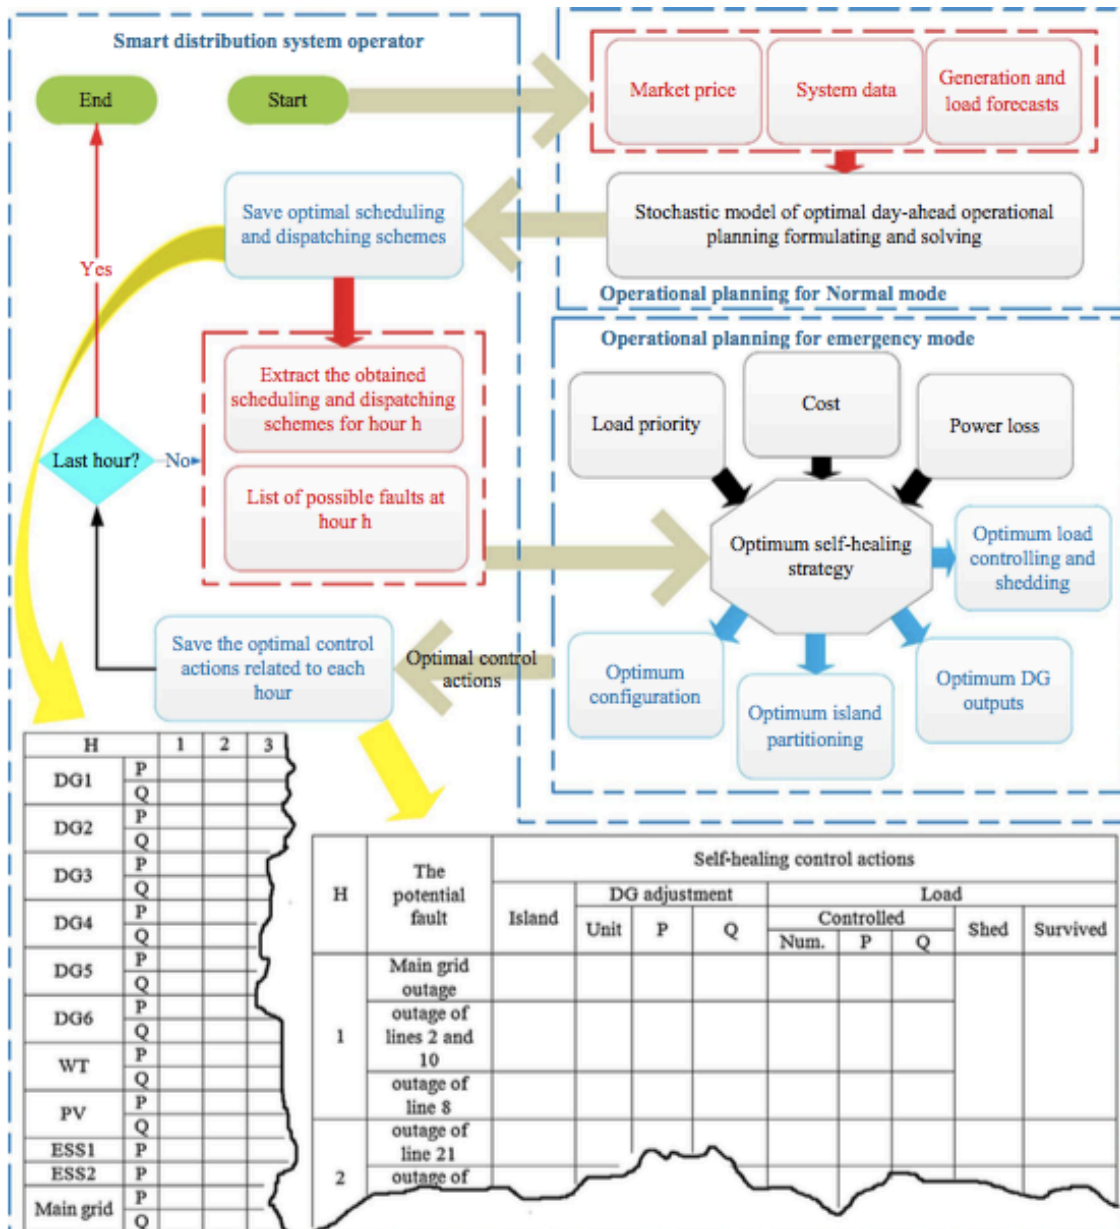 Smart distribution system operator
End
Start
Market price
System data
Generation and
load forecasts
Save optimal scheduling
and dispatching schemes
Stochastic model of optimal day-ahead operational
planning formulating and solving
Operational planning for Normal mode
Yes
Operational planning for emergency mode
Extract the obtained
scheduling and dispatching
schemes for hour h
Load priority
Cost
Power loss
Last hour?
No
List of possible faults at
hour h
Optimum self-healing
strategy
Optimum load
controlling and
shedding
Save the optimal control
actions related to each
hour
Optimal control
actions
Optimum
configuration
Optimum island
partitioning
Optimum DG
outputs
H 1 2 3
DG1 P
Q
DG2 P
Q
DG3 P
Q
DG4 P
Q
DG5 P
Q
DG6 P
Q
WT P
Q
PV P
Q
ESS1 P
ESS2 P
Main grid P
Q
H
The
potential
fault
Self-healing control actions
Island
DG adjustment
Load
Unit P Q
Controlled
Num. P Q
Shed
Survived
1
Main grid
outage
outage of
lines 2 and
10
outage of
line 8
2
outage of
line 21
outage of